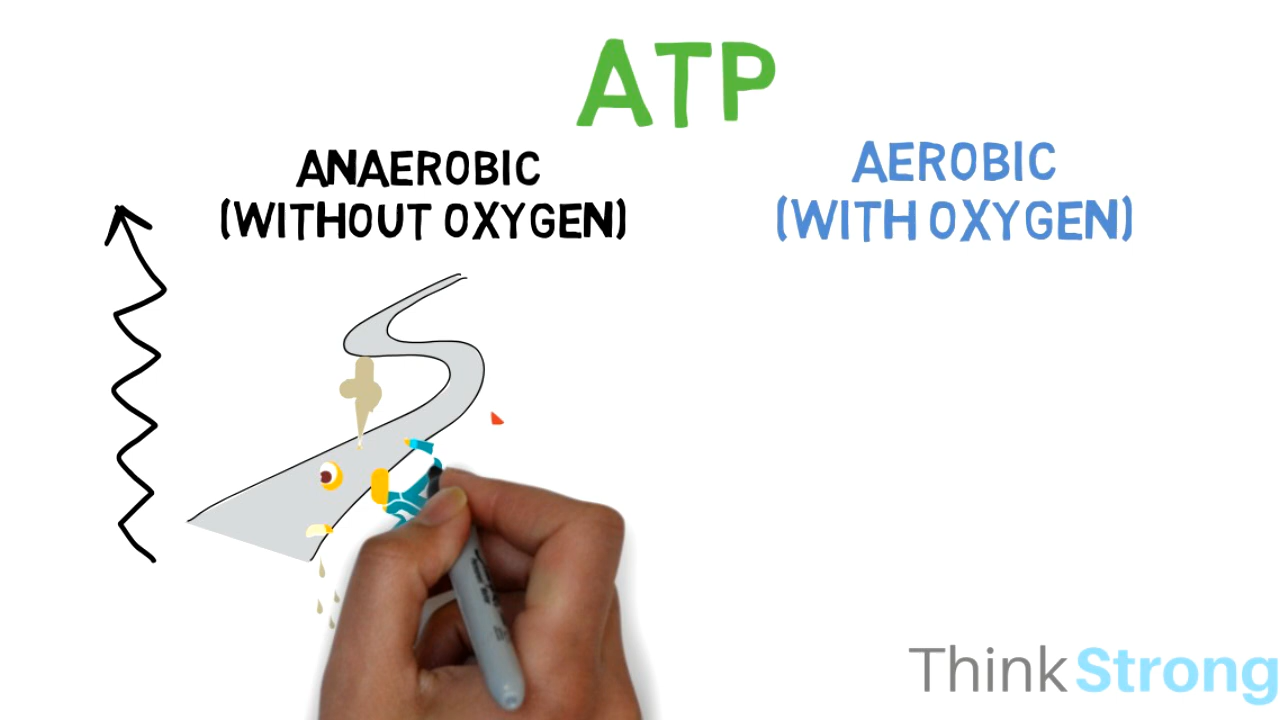 ATP
ANAEROBIC
(WITHOUT OXYGEN)
AEROBIC
(WITH OXYGEN)
ThinkStrong